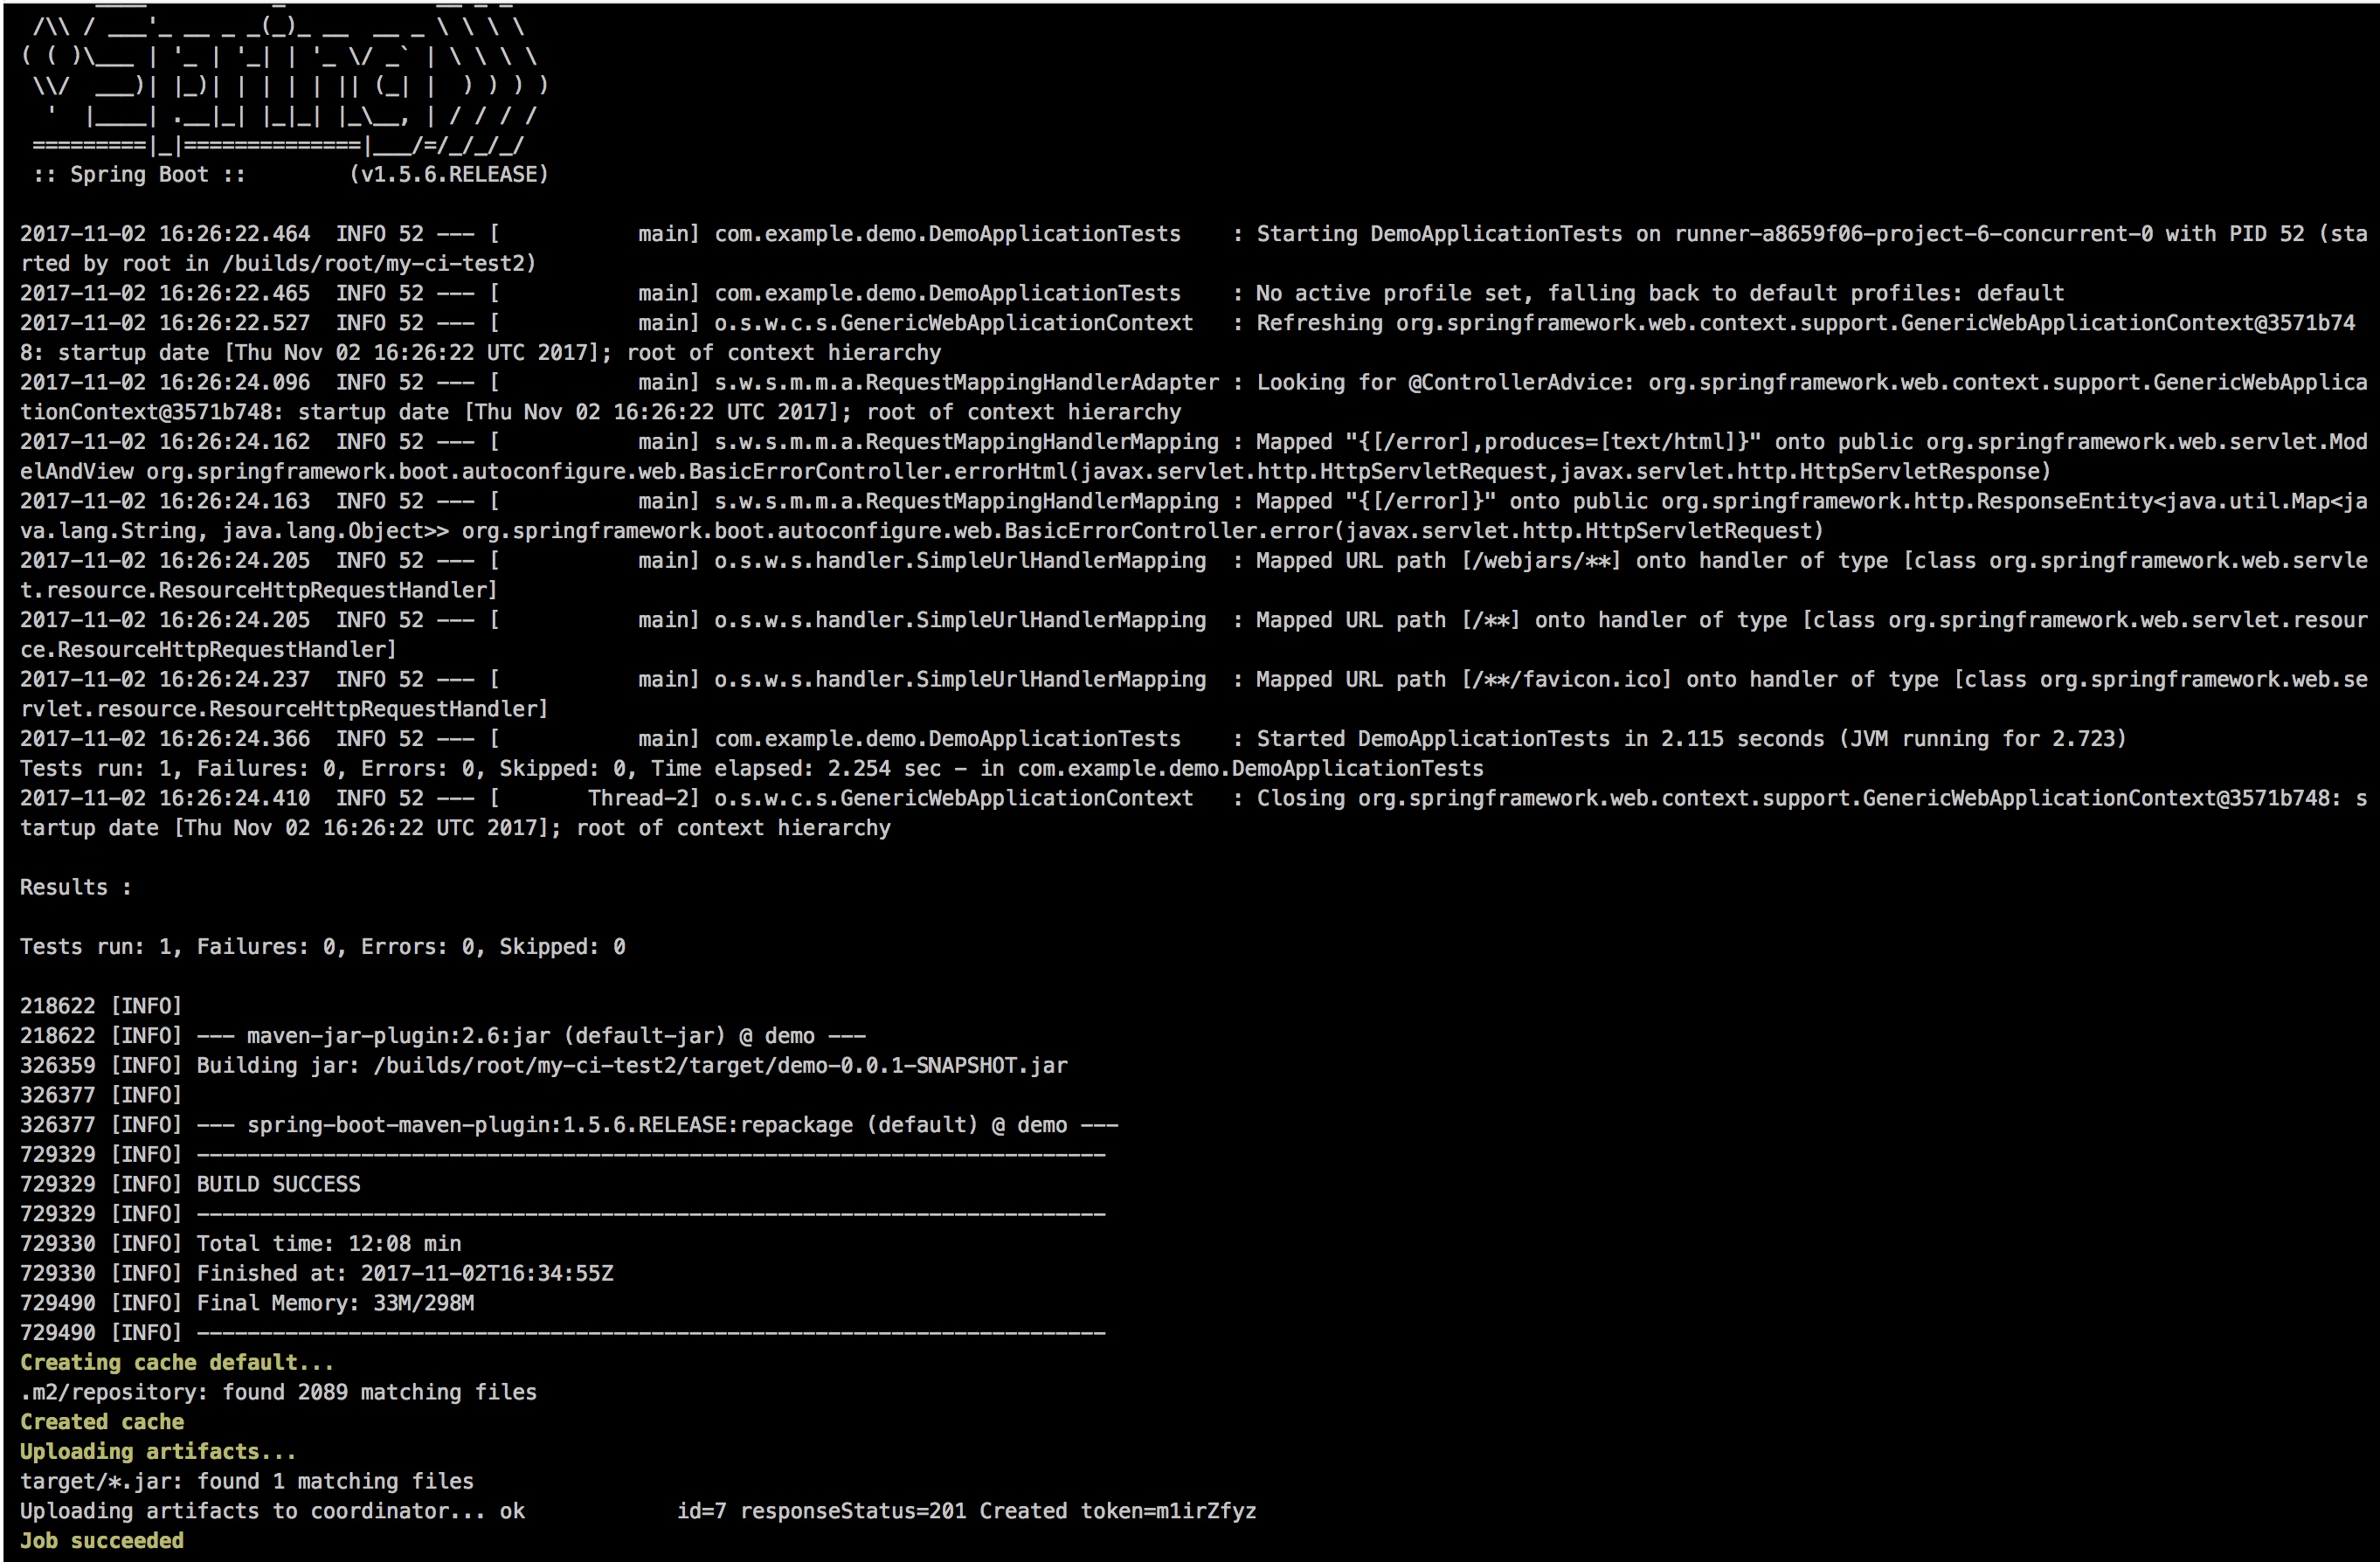 .   ____          _            __ _ _
 /\\ / ___'_ __ _ _(_)_ __  __ _ \ \ \ \
( ( )\___ | '_ | '_| | '_ \/ _` | \ \ \ \
 \\/  ___)| |_)| | | | | || (_| |  ) ) ) )
  '  |____| .__|_| |_|_| |_\__, | / / / /
 =========|_|==============|___/=/_/_/_/
 :: Spring Boot ::        (v1.5.6.RELEASE)
2017-11-02 16:26:22.464  INFO 52 --- [           main] com.example.demo.DemoApplicationTests    : Starting DemoApplicationTests on runner-a8659f06-project-6-concurrent-0 with PID 52 (sta
rted by root in /builds/root/my-ci-test2)
2017-11-02 16:26:22.465  INFO 52 --- [           main] com.example.demo.DemoApplicationTests    : No active profile set, falling back to default profiles: default
2017-11-02 16:26:22.527  INFO 52 --- [           main] o.s.w.c.s.GenericWebApplicationContext   : Refreshing org.springframework.web.context.support.GenericWebApplicationContext@3571b74
8: startup date [Thu Nov 02 16:26:22 UTC 2017]; root of context hierarchy
2017-11-02 16:26:24.096  INFO 52 --- [           main] s.w.s.m.m.a.RequestMappingHandlerAdapter : Looking for @ControllerAdvice: org.springframework.web.context.support.GenericWebApplica
tionContext@3571b748: startup date [Thu Nov 02 16:26:22 UTC 2017]; root of context hierarchy
2017-11-02 16:26:24.162  INFO 52 --- [           main] s.w.s.m.m.a.RequestMappingHandlerMapping : Mapped "{[/error],produces=[text/html]}" onto public org.springframework.web.servlet.Mod
elAndView org.springframework.boot.autoconfigure.web.BasicErrorController.errorHtml(javax.servlet.http.HttpServletRequest,javax.servlet.http.HttpServletResponse)
2017-11-02 16:26:24.163  INFO 52 --- [           main] s.w.s.m.m.a.RequestMappingHandlerMapping : Mapped "{[/error]}" onto public org.springframework.http.ResponseEntity<java.util.Map<ja
va.lang.String, java.lang.Object>> org.springframework.boot.autoconfigure.web.BasicErrorController.error(javax.servlet.http.HttpServletRequest)
2017-11-02 16:26:24.205  INFO 52 --- [           main] o.s.w.s.handler.SimpleUrlHandlerMapping  : Mapped URL path [/webjars/**] onto handler of type [class org.springframework.web.servle
t.resource.ResourceHttpRequestHandler]
2017-11-02 16:26:24.205  INFO 52 --- [           main] o.s.w.s.handler.SimpleUrlHandlerMapping  : Mapped URL path [/**] onto handler of type [class org.springframework.web.servlet.resour
ce.ResourceHttpRequestHandler]
2017-11-02 16:26:24.237  INFO 52 --- [           main] o.s.w.s.handler.SimpleUrlHandlerMapping  : Mapped URL path [/**/favicon.ico] onto handler of type [class org.springframework.web.se
rvlet.resource.ResourceHttpRequestHandler]
2017-11-02 16:26:24.366  INFO 52 --- [           main] com.example.demo.DemoApplicationTests    : Started DemoApplicationTests in 2.115 seconds (JVM running for 2.723)
Tests run: 1, Failures: 0, Errors: 0, Skipped: 0, Time elapsed: 2.254 sec - in com.example.demo.DemoApplicationTests
2017-11-02 16:26:24.410  INFO 52 --- [       Thread-2] o.s.w.c.s.GenericWebApplicationContext   : Closing org.springframework.web.context.support.GenericWebApplicationContext@3571b748: s
tartup date [Thu Nov 02 16:26:22 UTC 2017]; root of context hierarchy
Results :
Tests run: 1, Failures: 0, Errors: 0, Skipped: 0
218622 [INFO]
218622 [INFO] --- maven-jar-plugin:2.6:jar (default-jar) @ demo ---
326359 [INFO] Building jar: /builds/root/my-ci-test2/target/demo-0.0.1-SNAPSHOT.jar
326377 [INFO]
326377 [INFO] --- spring-boot-maven-plugin:1.5.6.RELEASE:repackage (default) @ demo ---
729329 [INFO] ------------------------------------------------------------------------
729329 [INFO] BUILD SUCCESS
729329 [INFO] ------------------------------------------------------------------------
729330 [INFO] Total time: 12:08 min
729330 [INFO] Finished at: 2017-11-02T16:34:55Z
729490 [INFO] Final Memory: 33M/298M
729490 [INFO] ------------------------------------------------------------------------
Creating cache default...
.m2/repository: found 2089 matching files
Created cache
Uploading artifacts...
target/*.jar: found 1 matching files
Uploading artifacts to coordinator... ok            id=7 responseStatus=201 Created token=m1irZfyz
Job succeeded